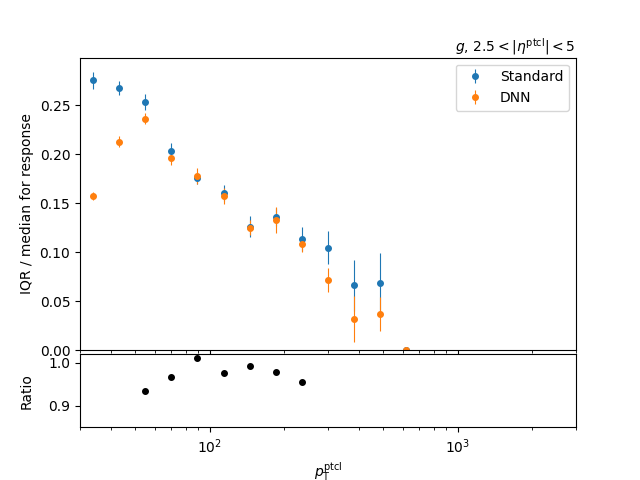 g, 2.5 < |η^ptcl| < 5
Standard
DNN
IQR / median for response
0.25
0.20
0.15
0.10
0.05
0.00
Ratio
1.0
0.9
10^2
10^3
p_T^ptcl